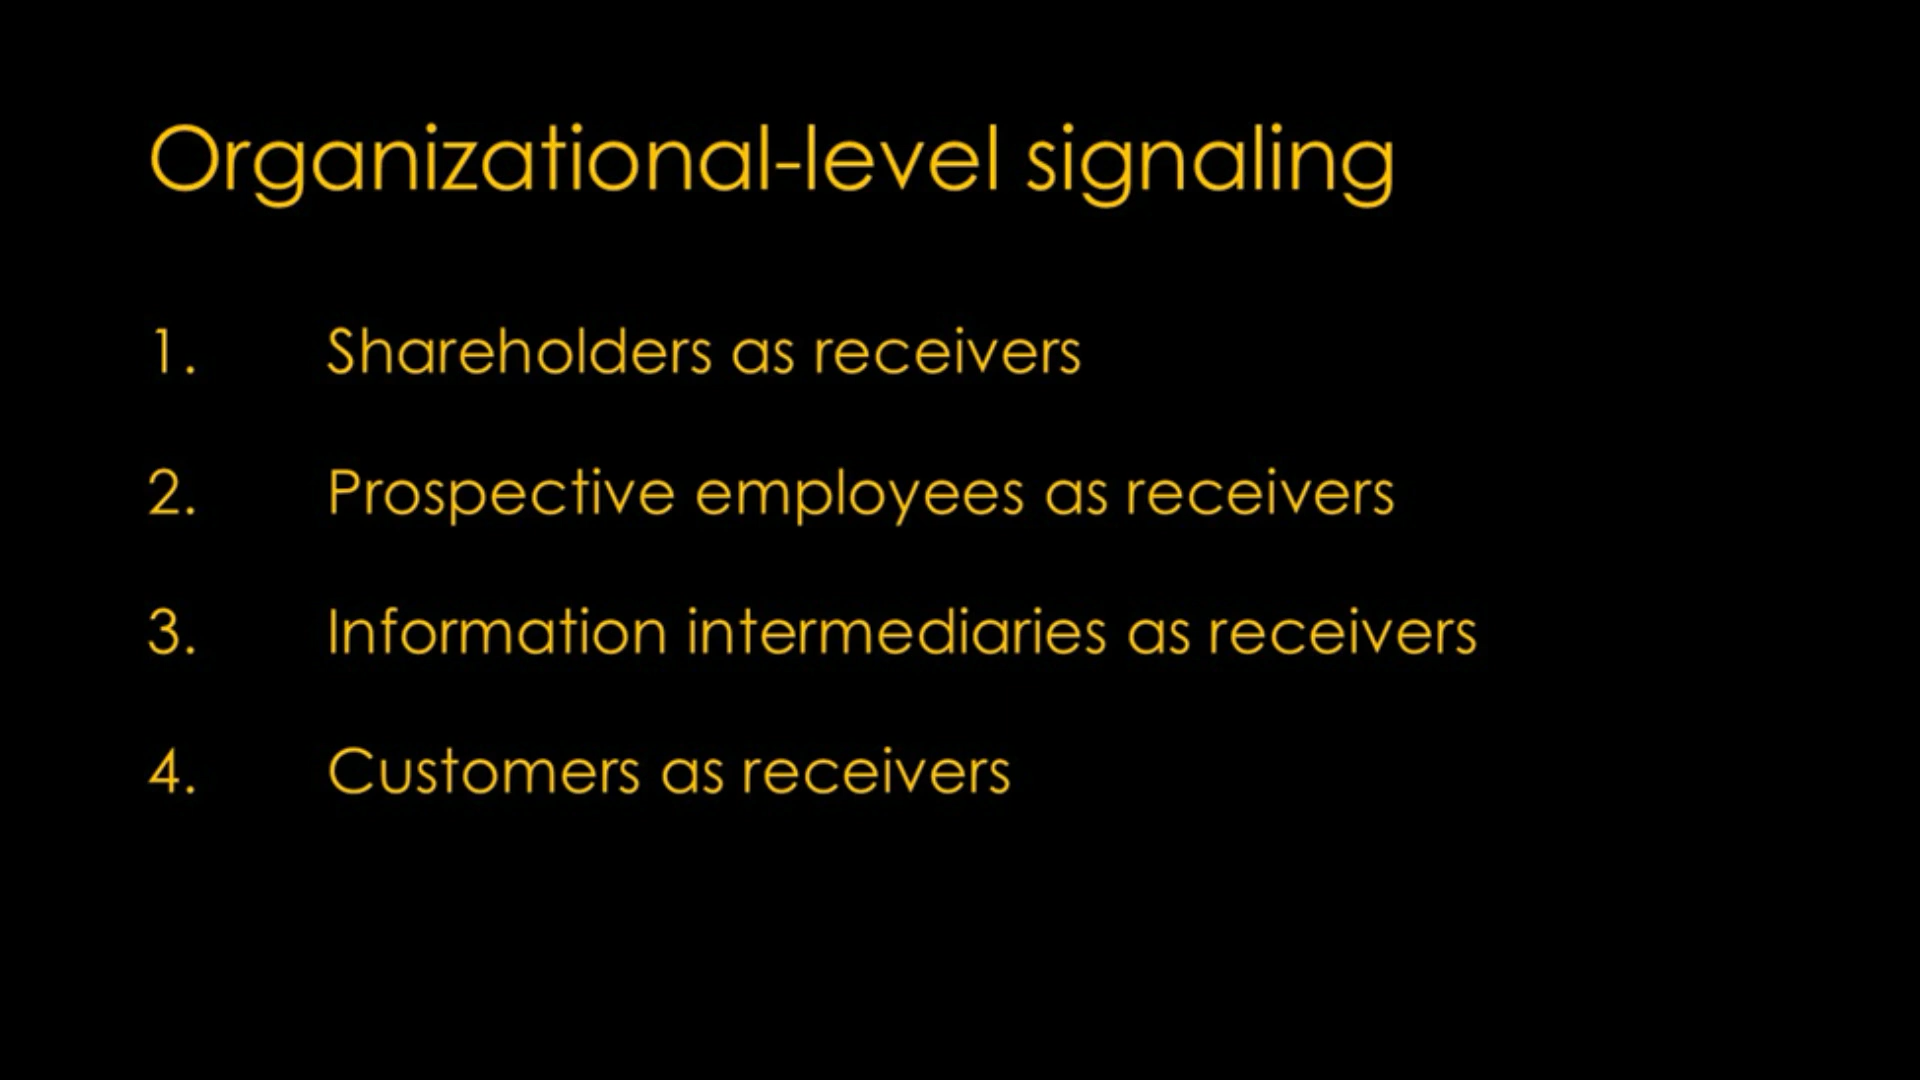 Organizational-level signaling
1. Shareholders as receivers
2. Prospective employees as receivers
3. Information intermediaries as receivers
4. Customers as receivers